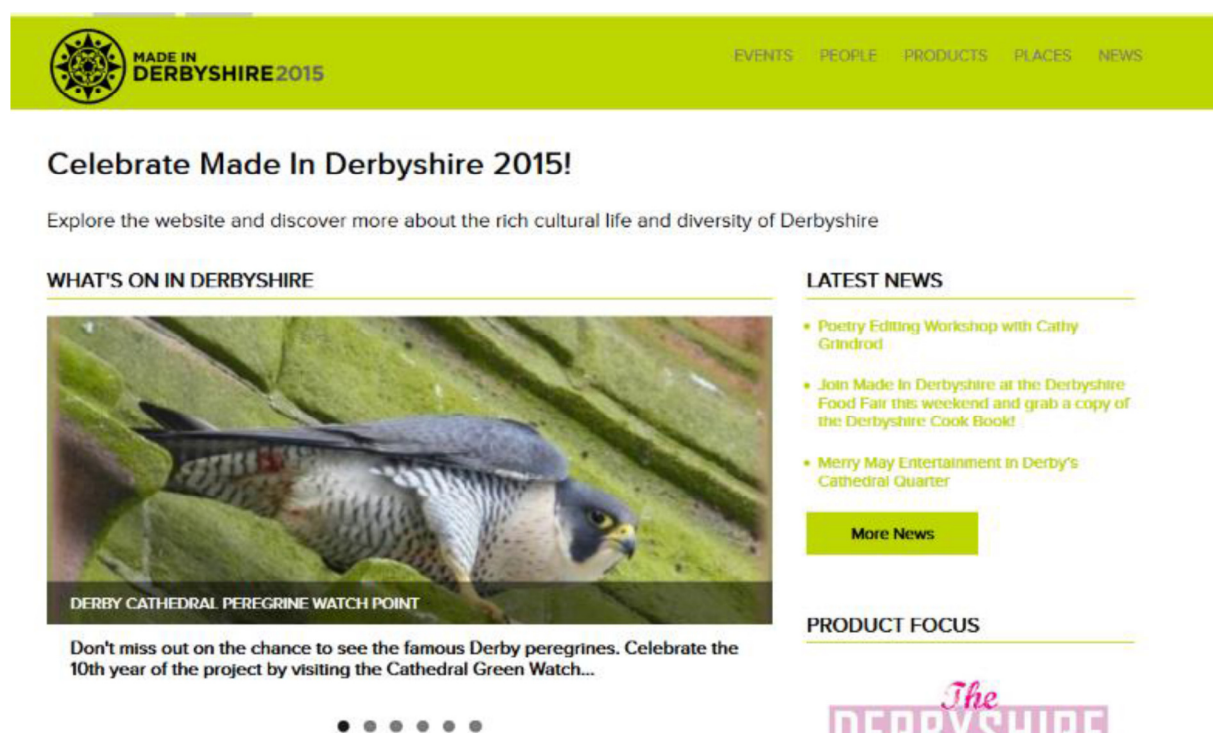 MADE IN
DERBYSHIRE2015
EVENTS PEOPLE PRODUCTS PLACES NEWS
Celebrate Made In Derbyshire 2015!
Explore the website and discover more about the rich cultural life and diversity of Derbyshire
WHAT'S ON IN DERBYSHIRE
DERBY CATHEDRAL PEREGRINE WATCH POINT
Don't miss out on the chance to see the famous Derby peregrines. Celebrate the
10th year of the project by visiting the Cathedral Green Watch...
LATEST NEWS
Poetry Editing Workshop with Cathy
Grindrod
Join Made In Derbyshire at the Derbyshire
Food Fair this weekend and grab a copy of
the Derbyshire Cook Book!
Merry May Entertainment in Derby's
Cathedral Quarter
More News
PRODUCT FOCUS
The
DERBYSHIRE